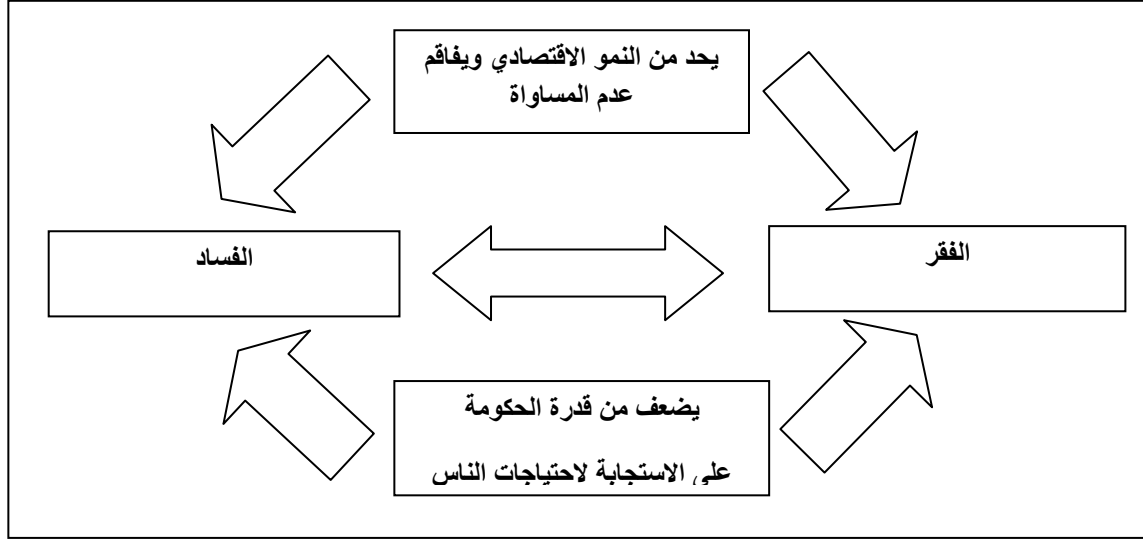 يحد من النمو الاقتصادي ويفاقم
عدم المساواة
الفقر
الفساد
يضعف من قدرة الحكومة
على الاستجابة لاحتياجات الناس